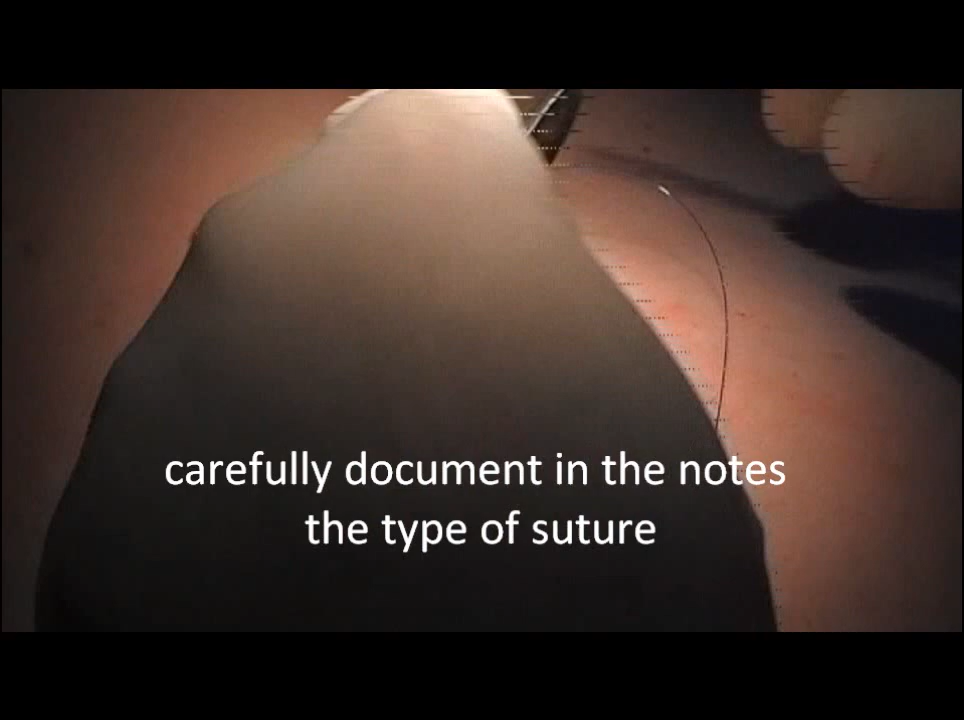 carefully document in the notes
the type of suture